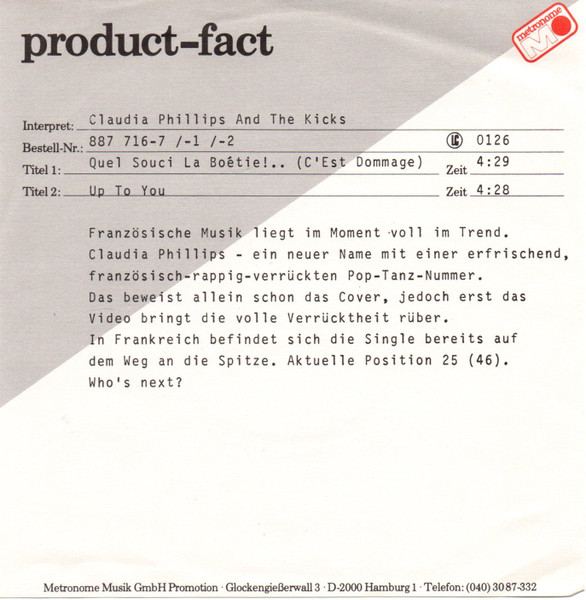 product-fact
metronome
Interpret: Claudia Phillips And The Kicks
Bestell-Nr.: 887 716-7 /-1 /-2 LC 0126
Titel 1: Quel Souci La Boétie!.. (C'Est Dommage) Zeit 4:29
Titel 2: Up To You Zeit 4:28
Französische Musik liegt im Moment voll im Trend.
Claudia Phillips - ein neuer Name mit einer erfrischend,
französisch-rappig-verrückten Pop-Tanz-Nummer.
Das beweist allein schon das Cover, jedoch erst das
Video bringt die volle Verrücktheit rüber.
In Frankreich befindet sich die Single bereits auf
dem Weg an die Spitze. Aktuelle Position 25 (46).
Who's next?
Metronome Musik GmbH Promotion · Glockengießerwall 3 · D-2000 Hamburg 1 · Telefon: (040) 30 87-332